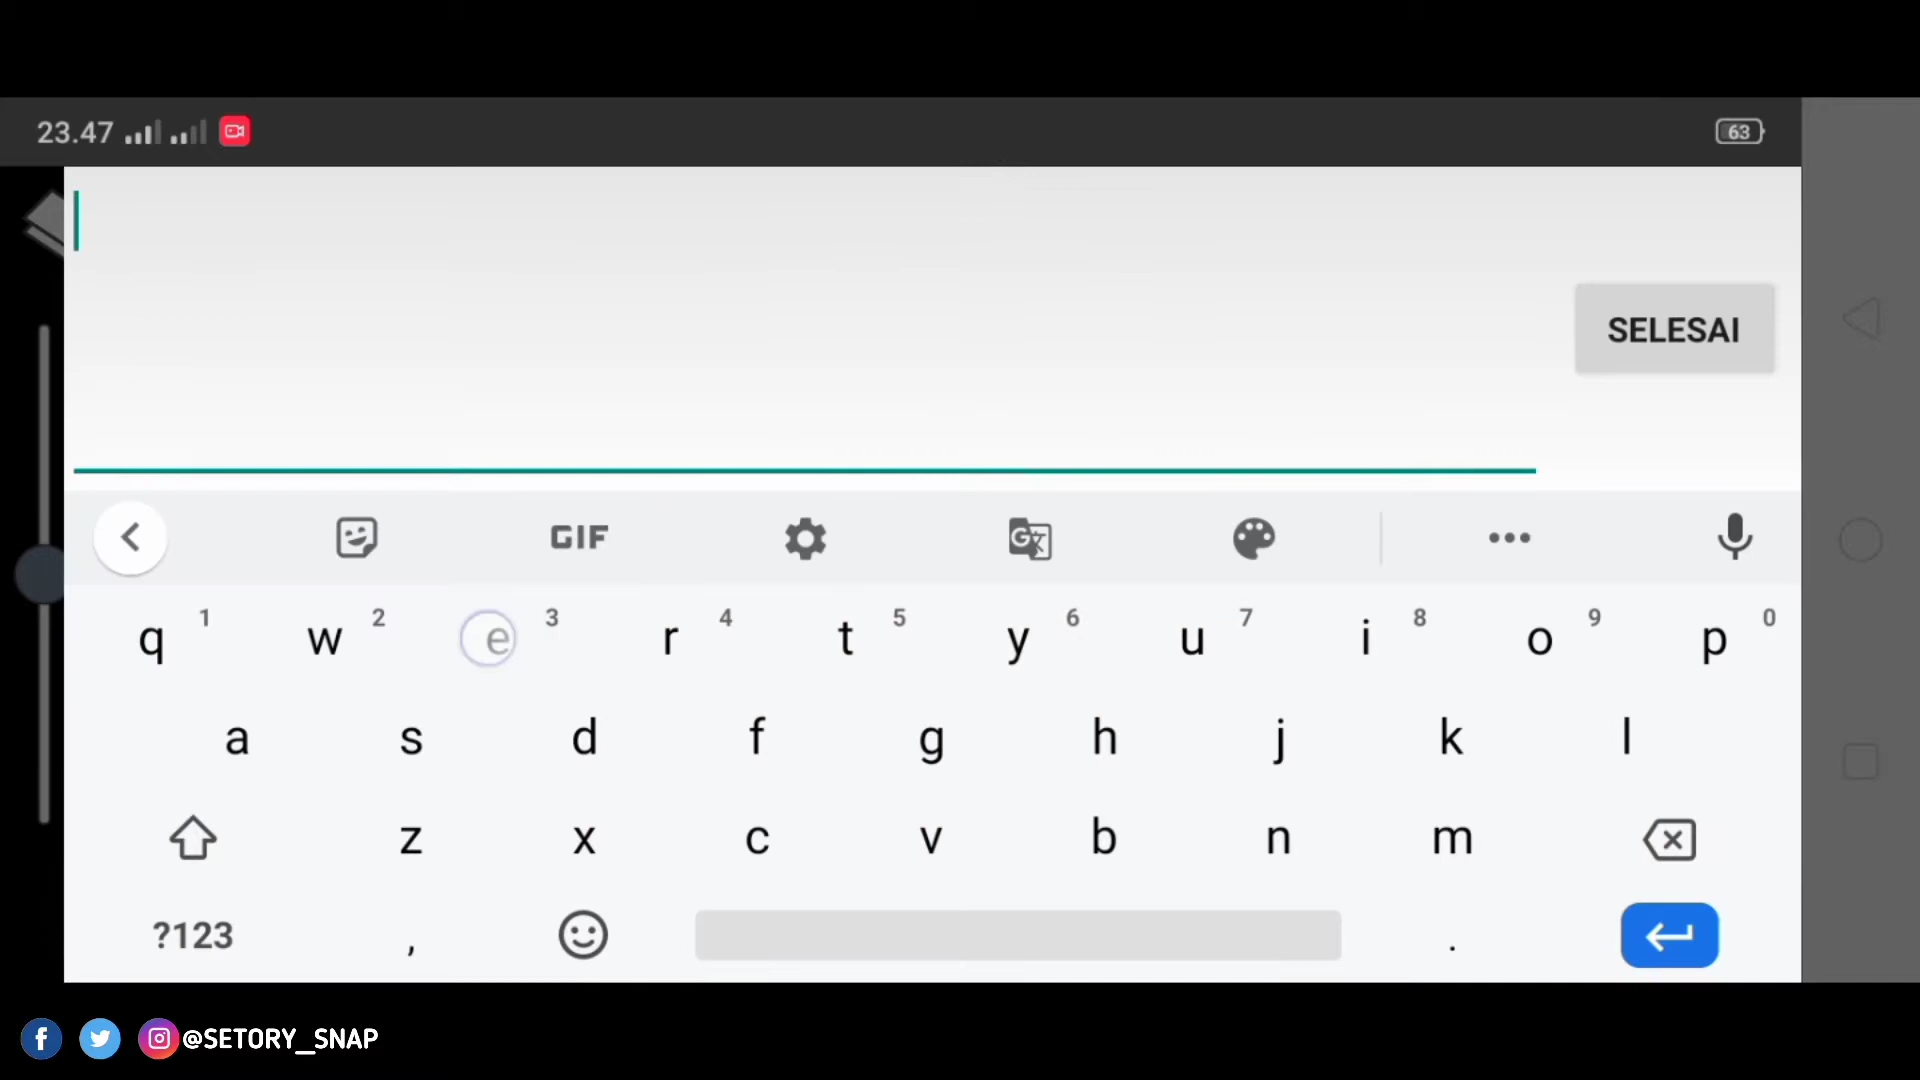 23.47
63
SELESAI
GIF
G
q 1 w 2 e 3 r 4 t 5 y 6 u 7 i 8 o 9 p 0
a s d f g h j k l
z x c v b n m
?123 , .
@SETORY_SNAP